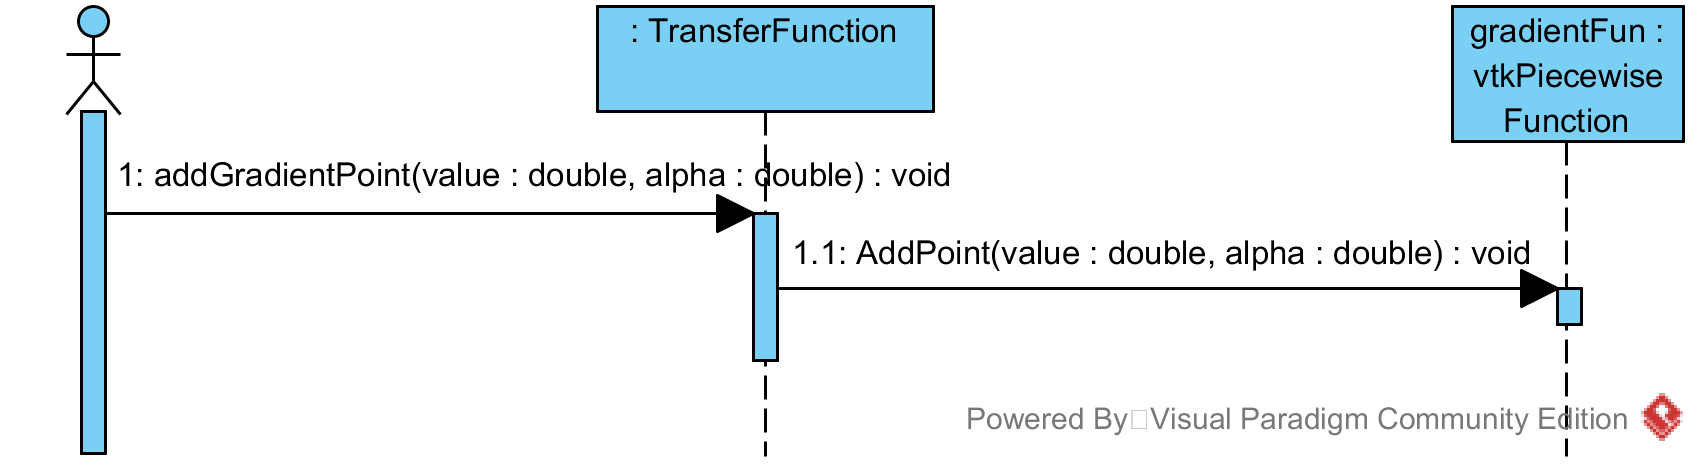 : TransferFunction
gradientFun :
vtkPiecewise
Function
1: addGradientPoint(value : double, alpha : double) : void
1.1: AddPoint(value : double, alpha : double) : void
Powered By Visual Paradigm Community Edition